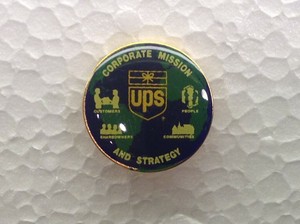 CORPORATE MISSION
ups
CUSTOMERS
PEOPLE
SHAREOWNERS
COMMUNITIES
AND STRATEGY